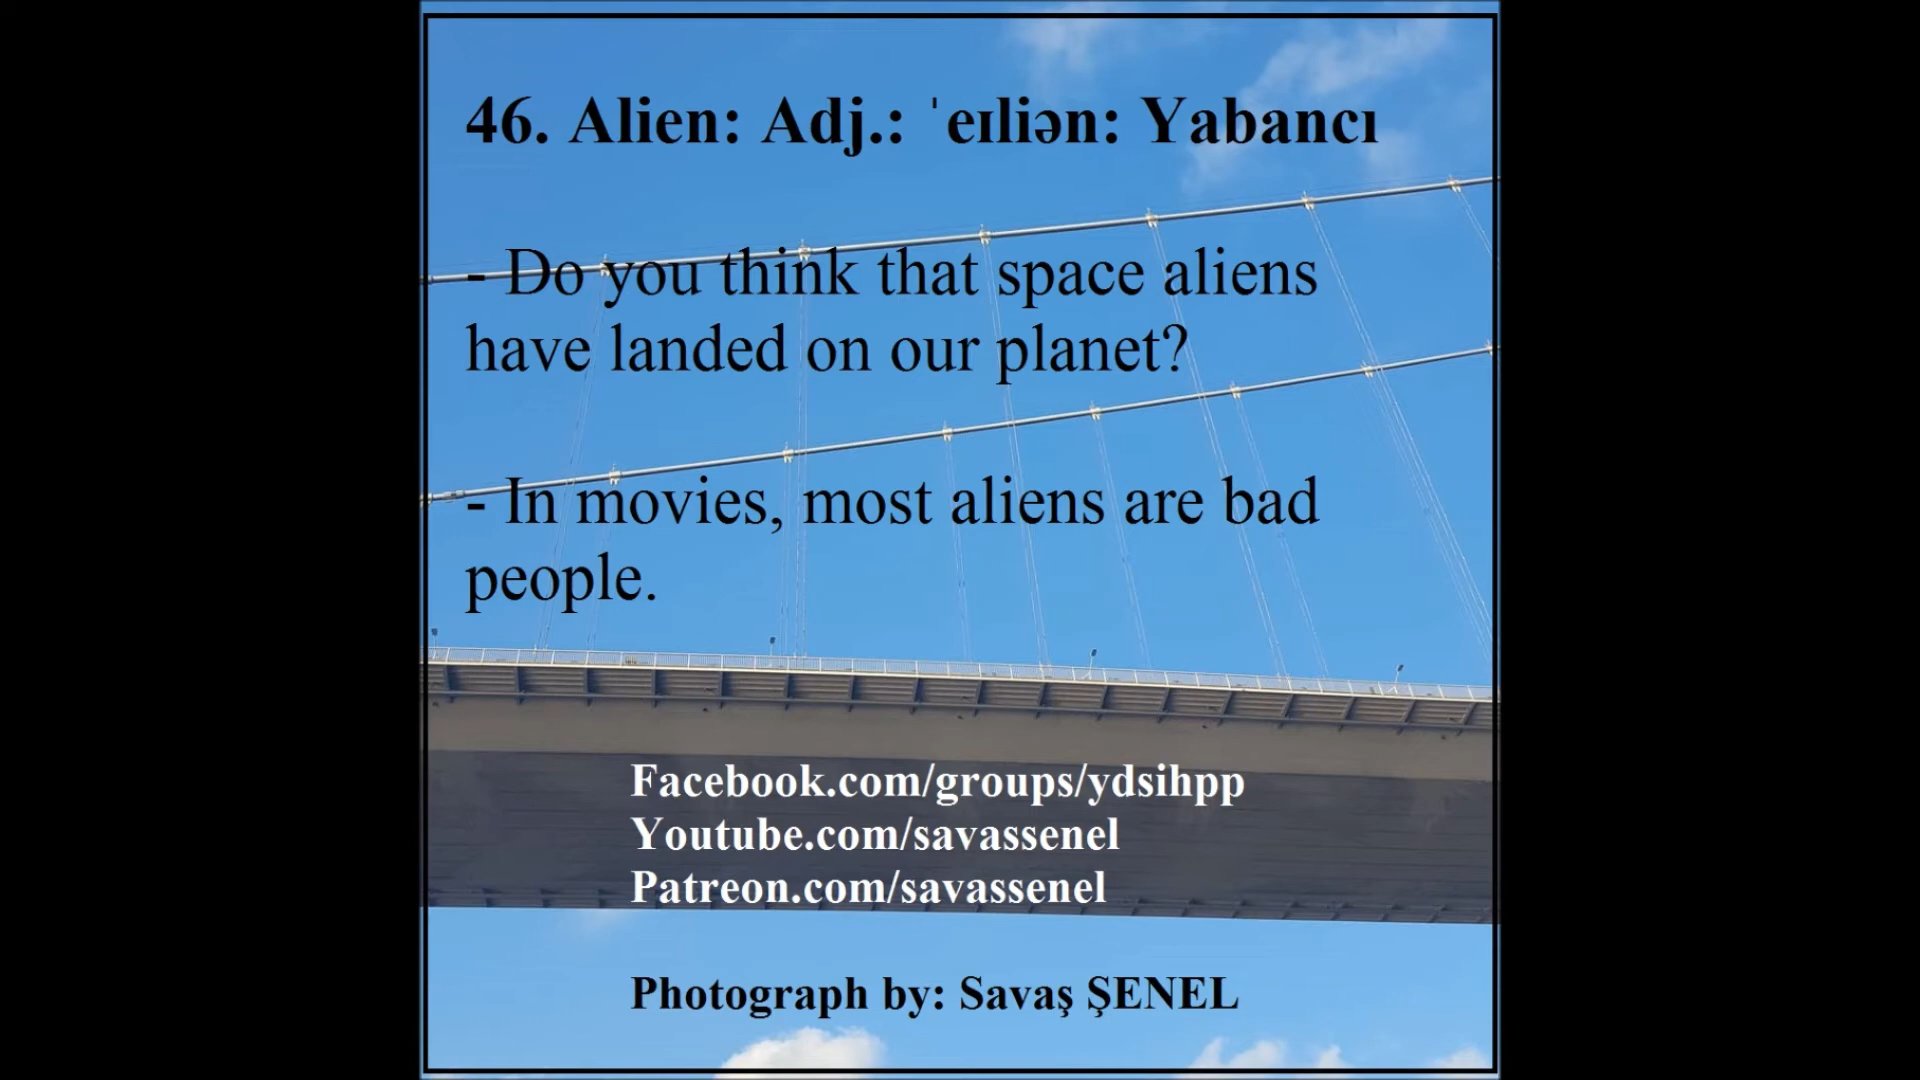 46. Alien: Adj.: ˈeɪliən: Yabancı
- Do you think that space aliens
have landed on our planet?
- In movies, most aliens are bad
people.
Facebook.com/groups/ydsihpp
Youtube.com/savassenel
Patreon.com/savassenel
Photograph by: Savaş ŞENEL